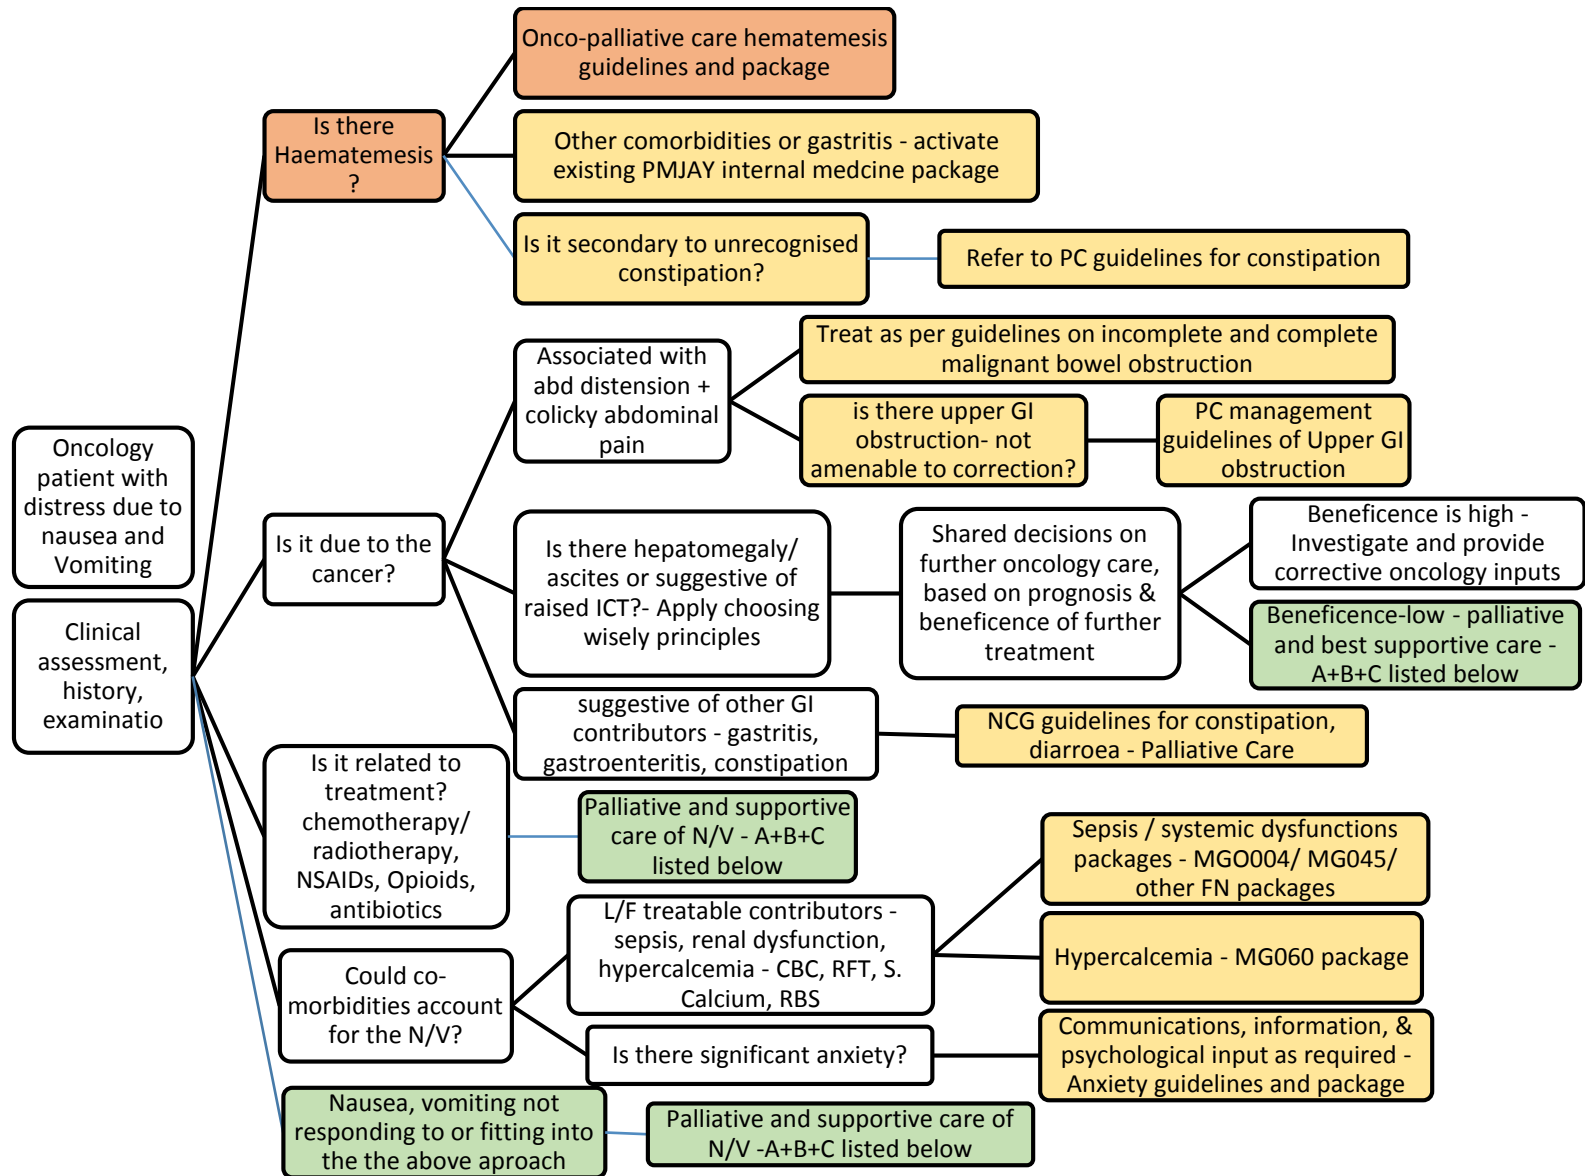 Oncology
patient with
distress due to
nausea and
Vomiting
Clinical
assessment,
history,
examinatio
Is there
Haematemesis
?
Onco-palliative care hematemesis
guidelines and package
Other comorbidities or gastritis - activate
existing PMJAY internal medcine package
Is it secondary to unrecognised
constipation?
Refer to PC guidelines for constipation
Is it due to the
cancer?
Associated with
abd distension +
colicky abdominal
pain
Treat as per guidelines on incomplete and complete
malignant bowel obstruction
is there upper GI
obstruction- not
amenable to correction?
PC management
guidelines of Upper GI
obstruction
Is there hepatomegaly/
ascites or suggestive of
raised ICT?- Apply choosing
wisely principles
Shared decisions on
further oncology care,
based on prognosis &
beneficence of further
treatment
Beneficence is high -
Investigate and provide
corrective oncology inputs
Beneficence-low - palliative
and best supportive care -
A+B+C listed below
suggestive of other GI
contributors - gastritis,
gastroenteritis, constipation
NCG guidelines for constipation,
diarroea - Palliative Care
Is it related to
treatment?
chemotherapy/
radiotherapy,
NSAIDs, Opioids,
antibiotics
Palliative and supportive
care of N/V - A+B+C
listed below
Could co-
morbidities account
for the N/V?
L/F treatable contributors -
sepsis, renal dysfunction,
hypercalcemia - CBC, RFT, S.
Calcium, RBS
Sepsis / systemic dysfunctions
packages - MGO004/ MG045/
other FN packages
Hypercalcemia - MG060 package
Is there significant anxiety?
Communications, information, &
psychological input as required -
Anxiety guidelines and package
Nausea, vomiting not
responding to or fitting into
the the above aproach
Palliative and supportive care of
N/V -A+B+C listed below